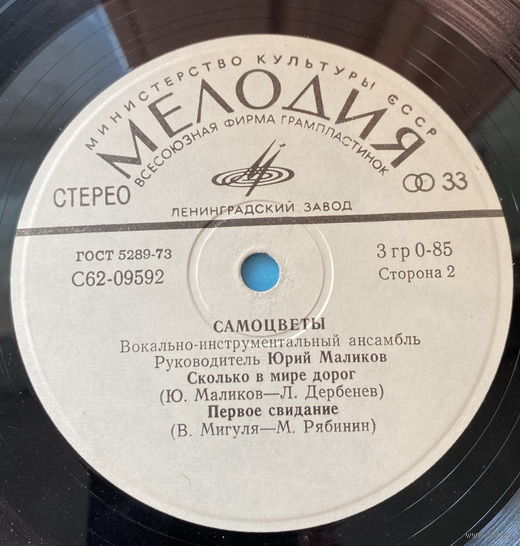 МИНИСТЕРСТВО КУЛЬТУРЫ СССР
МЕЛОДИЯ
ВСЕСОЮЗНАЯ ФИРМА ГРАМПЛАСТИНОК
СТЕРЕО
33
ЛЕНИНГРАДСКИЙ ЗАВОД
ГОСТ 5289-73
3 гр 0-85
С62-09592
Сторона 2
САМОЦВЕТЫ
Вокально-инструментальный ансамбль
Руководитель Юрий Маликов
Сколько в мире дорог
(Ю. Маликов—Л. Дербенев)
Первое свидание
(В. Мигуля—М. Рябинин)